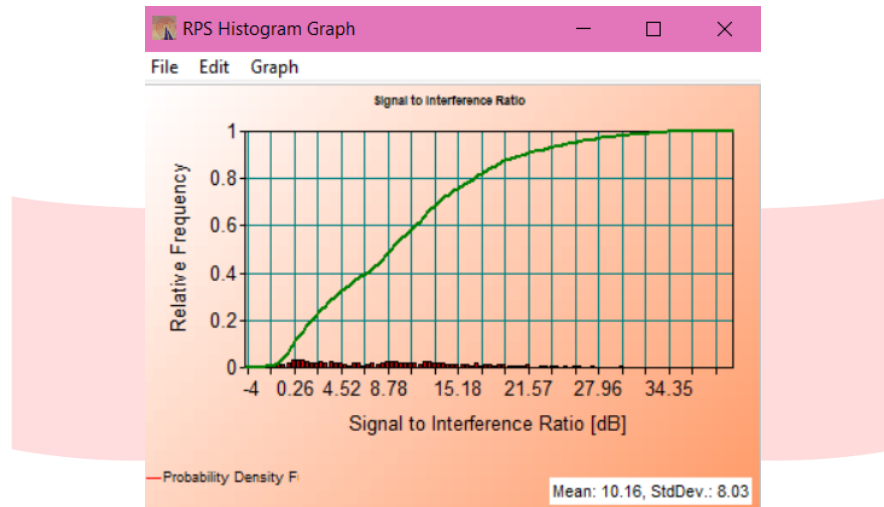 RPS Histogram Graph
File Edit Graph
Signal to Interference Ratio
Relative Frequency
1
0.8
0.6
0.4
0.2
0
-4 0.26 4.52 8.78 15.18 21.57 27.96 34.35
Signal to Interference Ratio [dB]
Probability Density F
Mean: 10.16, StdDev.: 8.03